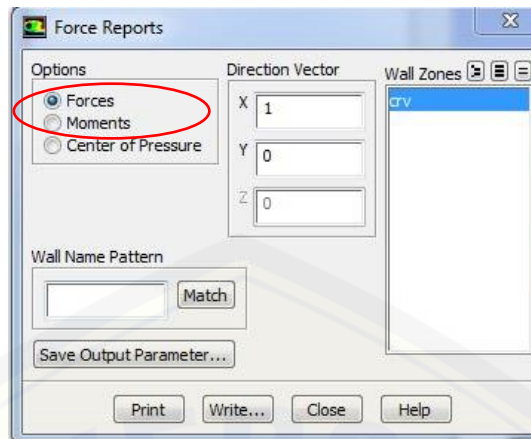 Force Reports
Options
Forces
Moments
Center of Pressure
Direction Vector
X 1
Y 0
Z 0
Wall Zones
crv
Wall Name Pattern
Match
Save Output Parameter...
Print Write... Close Help